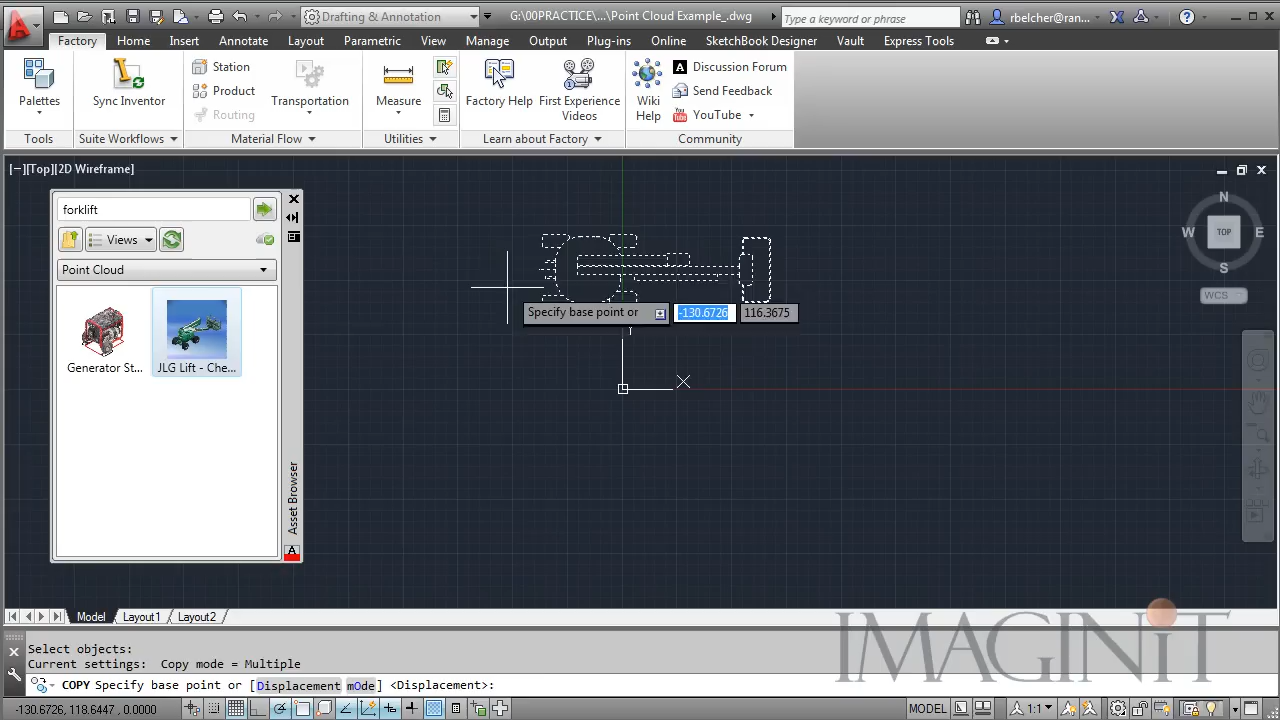 Drafting & Annotation
G:\00PRACTICE\...\Point Cloud Example_.dwg
Type a keyword or phrase
rbelcher@ran...
Factory Home Insert Annotate Layout Parametric View Manage Output Plug-ins Online SketchBook Designer Vault Express Tools
Palettes
Sync Inventor
Station
Product
Routing
Transportation
Measure
Factory Help
First Experience
Videos
Wiki
Help
Discussion Forum
Send Feedback
YouTube
Tools
Suite Workflows
Material Flow
Utilities
Learn about Factory
Community
[−][Top][2D Wireframe]
forklift
Views
Point Cloud
Generator St...
JLG Lift - Che...
Asset Browser
N
W TOP E
S
WCS
Specify base point or -130.6726 116.3675
Y
X
Model Layout1 Layout2
IMAGINiT
Select objects:
Current settings: Copy mode = Multiple
COPY Specify base point or [Displacement mOde] <Displacement>:
-130.6726, 118.6447 , 0.0000
MODEL
1:1